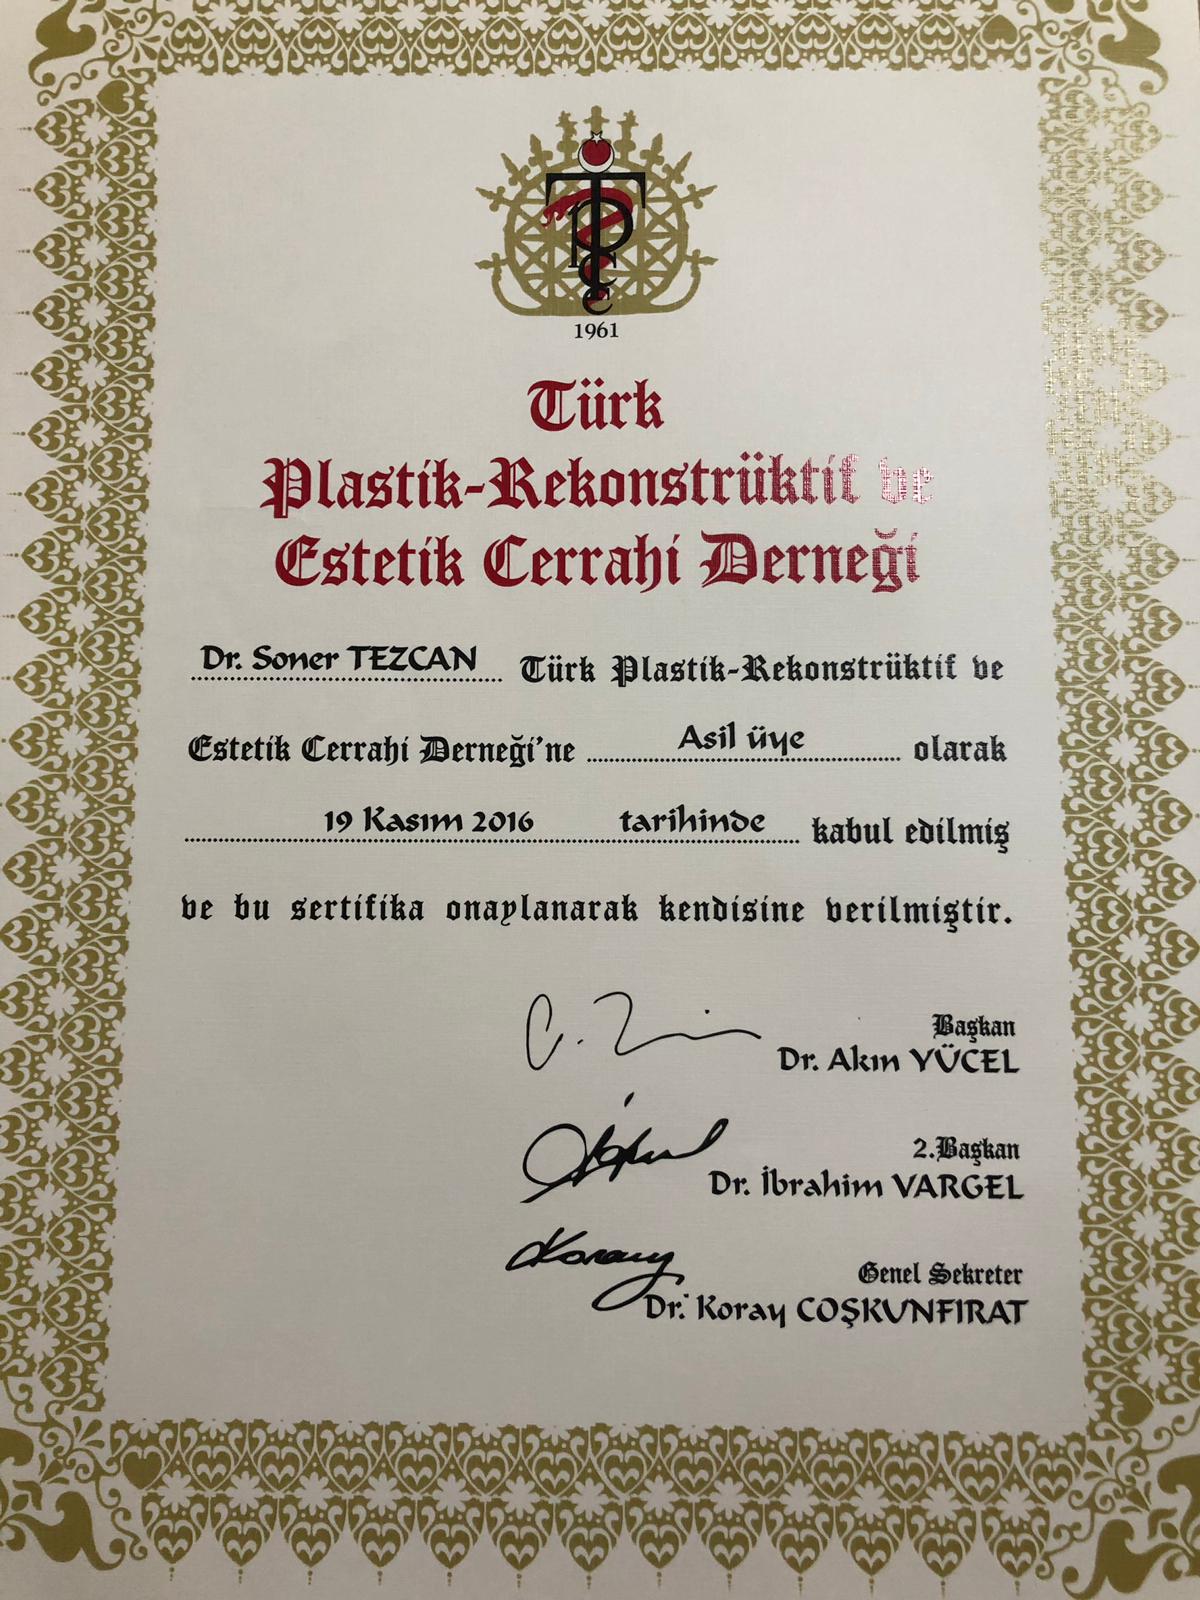 1961
Türk
Plastik-Rekonstrüktif ve
Estetik Cerrahi Derneği
Dr. Soner TEZCAN Türk Plastik-Rekonstrüktif ve
Estetik Cerrahi Derneği'ne Asil üye olarak
19 Kasım 2016 tarihinde kabul edilmiş
ve bu sertifika onaylanarak kendisine verilmiştir.
Başkan
Dr. Akın YÜCEL
2.Başkan
Dr. İbrahim VARGEL
Genel Sekreter
Dr. Koray COŞKUNFIRAT